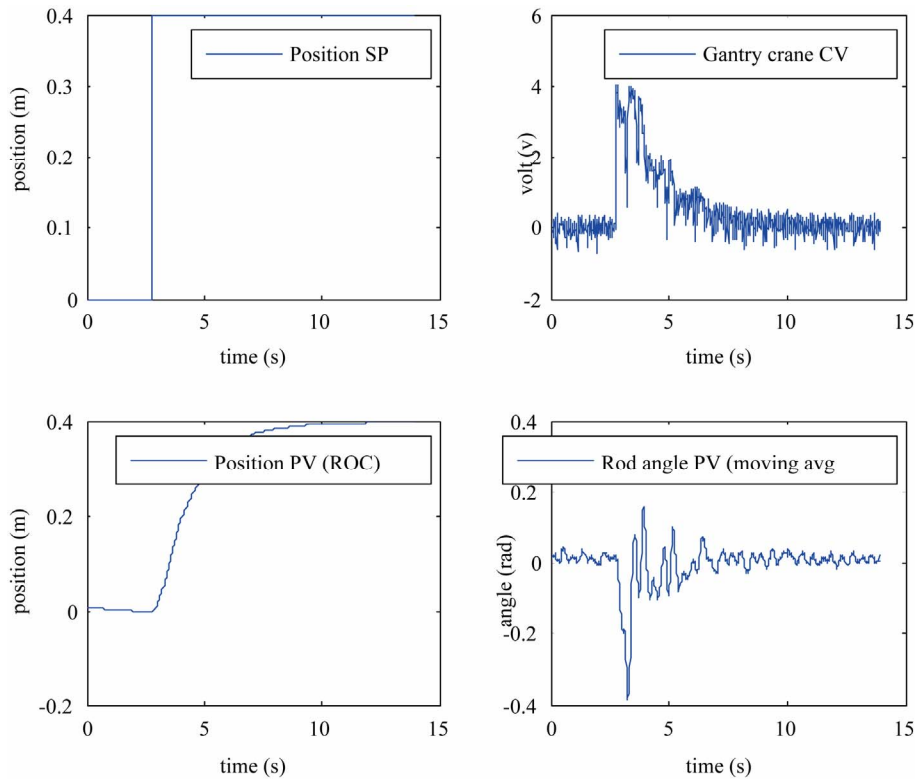 0.4
0.3
0.2
0.1
0
position (m)
Position SP
0 5 10 15
time (s)
6
4
2
0
-2
volt (v)
Gantry crane CV
0 5 10 15
time (s)
0.4
0.2
0
-0.2
position (m)
Position PV (ROC)
0 5 10 15
time (s)
0.4
0.2
0
-0.2
-0.4
angle (rad)
Rod angle PV (moving avg
0 5 10 15
time (s)